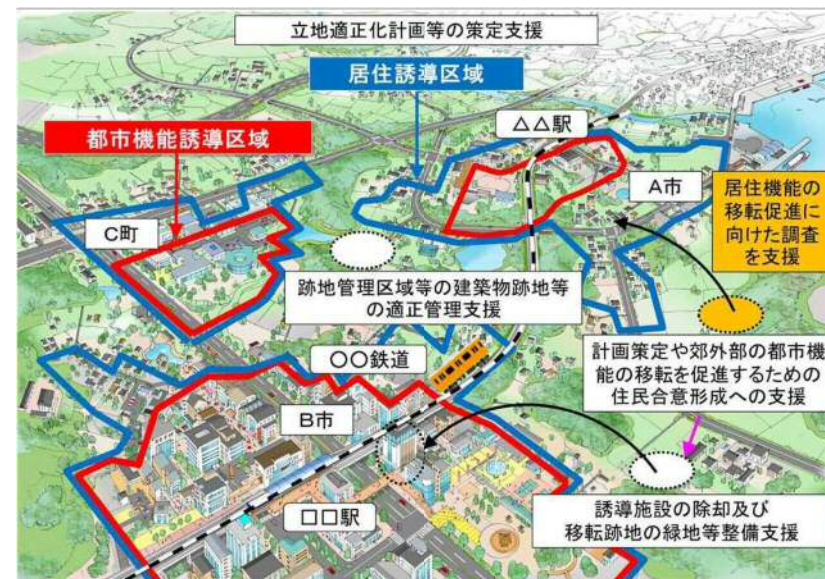 立地適正化計画等の策定支援
居住誘導区域
都市機能誘導区域
△△駅
A市
C町
居住機能の
移転促進に
向けた調査
を支援
跡地管理区域等の建築物跡地等
の適正管理支援
○○鉄道
計画策定や郊外部の都市機
能の移転を促進するための
住民合意形成への支援
B市
□□駅
誘導施設の除却及び
移転跡地の緑地等整備支援